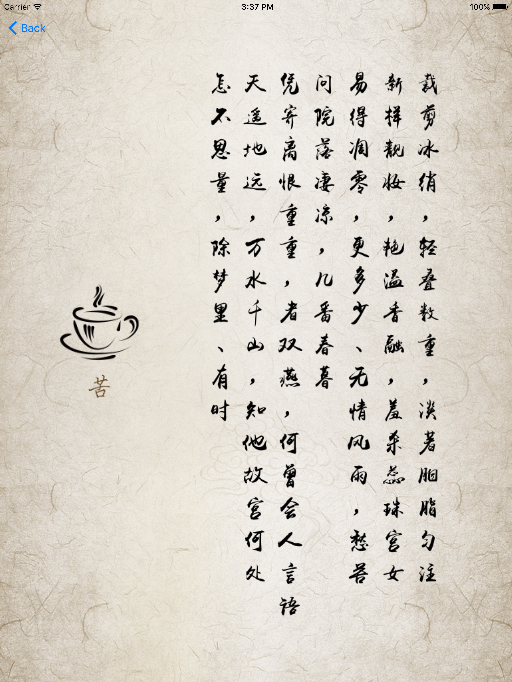 Carrier 3:37 PM 100%
Back
裁剪冰绡，轻叠数重，淡著胭脂匀注
新样靓妆，艳溢香融，羞杀蕊珠宫女
易得凋零，更多少、无情风雨，愁苦
问院落凄凉，几番春暮
凭寄离恨重重，者双燕，何曾会人言语
天遥地远，万水千山，知他故宫何处
怎不思量，除梦里、有时
苦